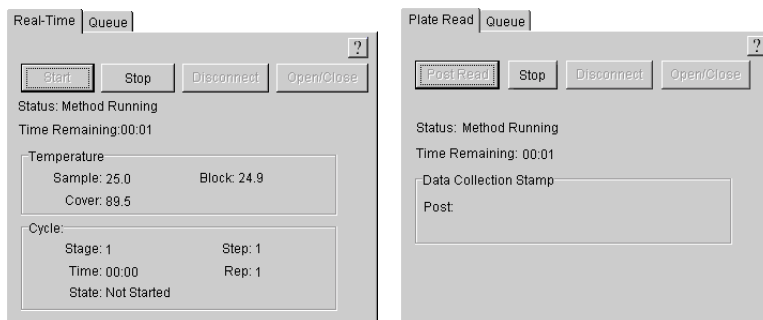 Real-Time Queue
?
Start Stop Disconnect Open/Close
Status: Method Running
Time Remaining:00:01
Temperature
Sample: 25.0 Block: 24.9
Cover: 89.5
Cycle:
Stage: 1 Step: 1
Time: 00:00 Rep: 1
State: Not Started
Plate Read Queue
?
Post Read Stop Disconnect Open/Close
Status: Method Running
Time Remaining: 00:01
Data Collection Stamp
Post: